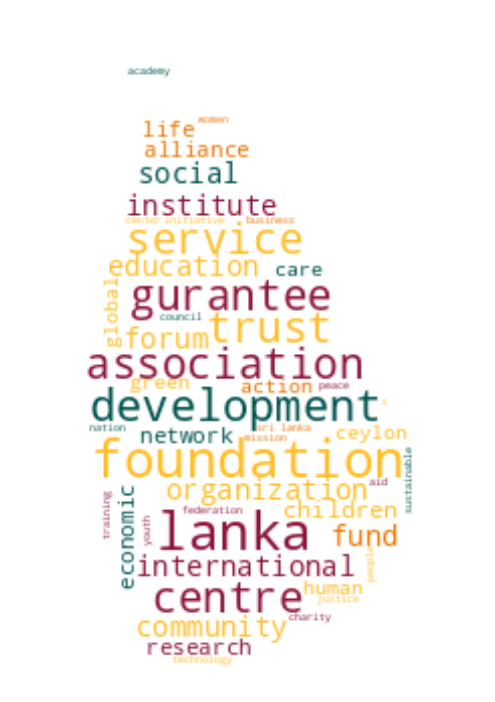 academy
women
life
alliance
social
institute
center initiative business
service
education care
global
gurantee
council
forum trust
association
green action peace
development s
nation network sri lanka ceylon
mission
foundation
sustainable
organization aid
training economic children
federation
youth lanka fund
international people
centre human
justice
charity
community
research
technology